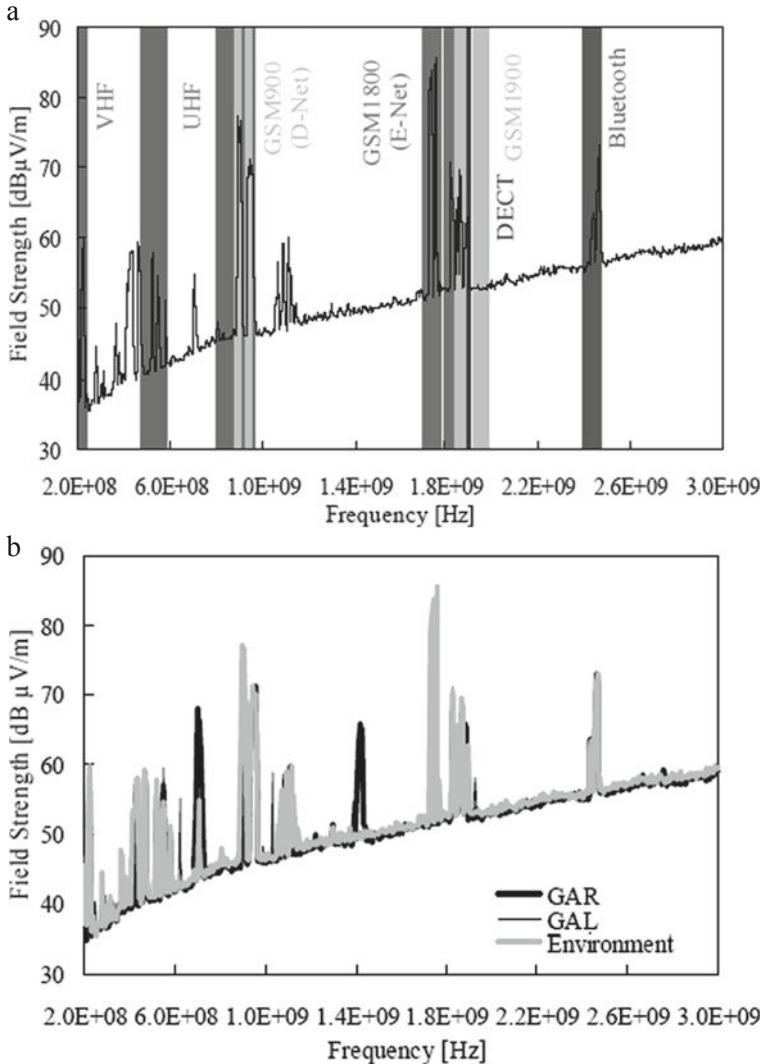 a
90
80
70
60
50
40
30
Field Strength [dBµV/m]
VHF
UHF
GSM900
(D-Net)
GSM1800
(E-Net)
DECT
GSM1900
Bluetooth
2.0E+08 6.0E+08 1.0E+09 1.4E+09 1.8E+09 2.2E+09 2.6E+09 3.0E+09
Frequency [Hz]
b
90
80
70
60
50
40
30
Field Strength [dB µ V/m]
GAR
GAL
Environment
2.0E+08 6.0E+08 1.0E+09 1.4E+09 1.8E+09 2.2E+09 2.6E+09 3.0E+09
Frequency [Hz]